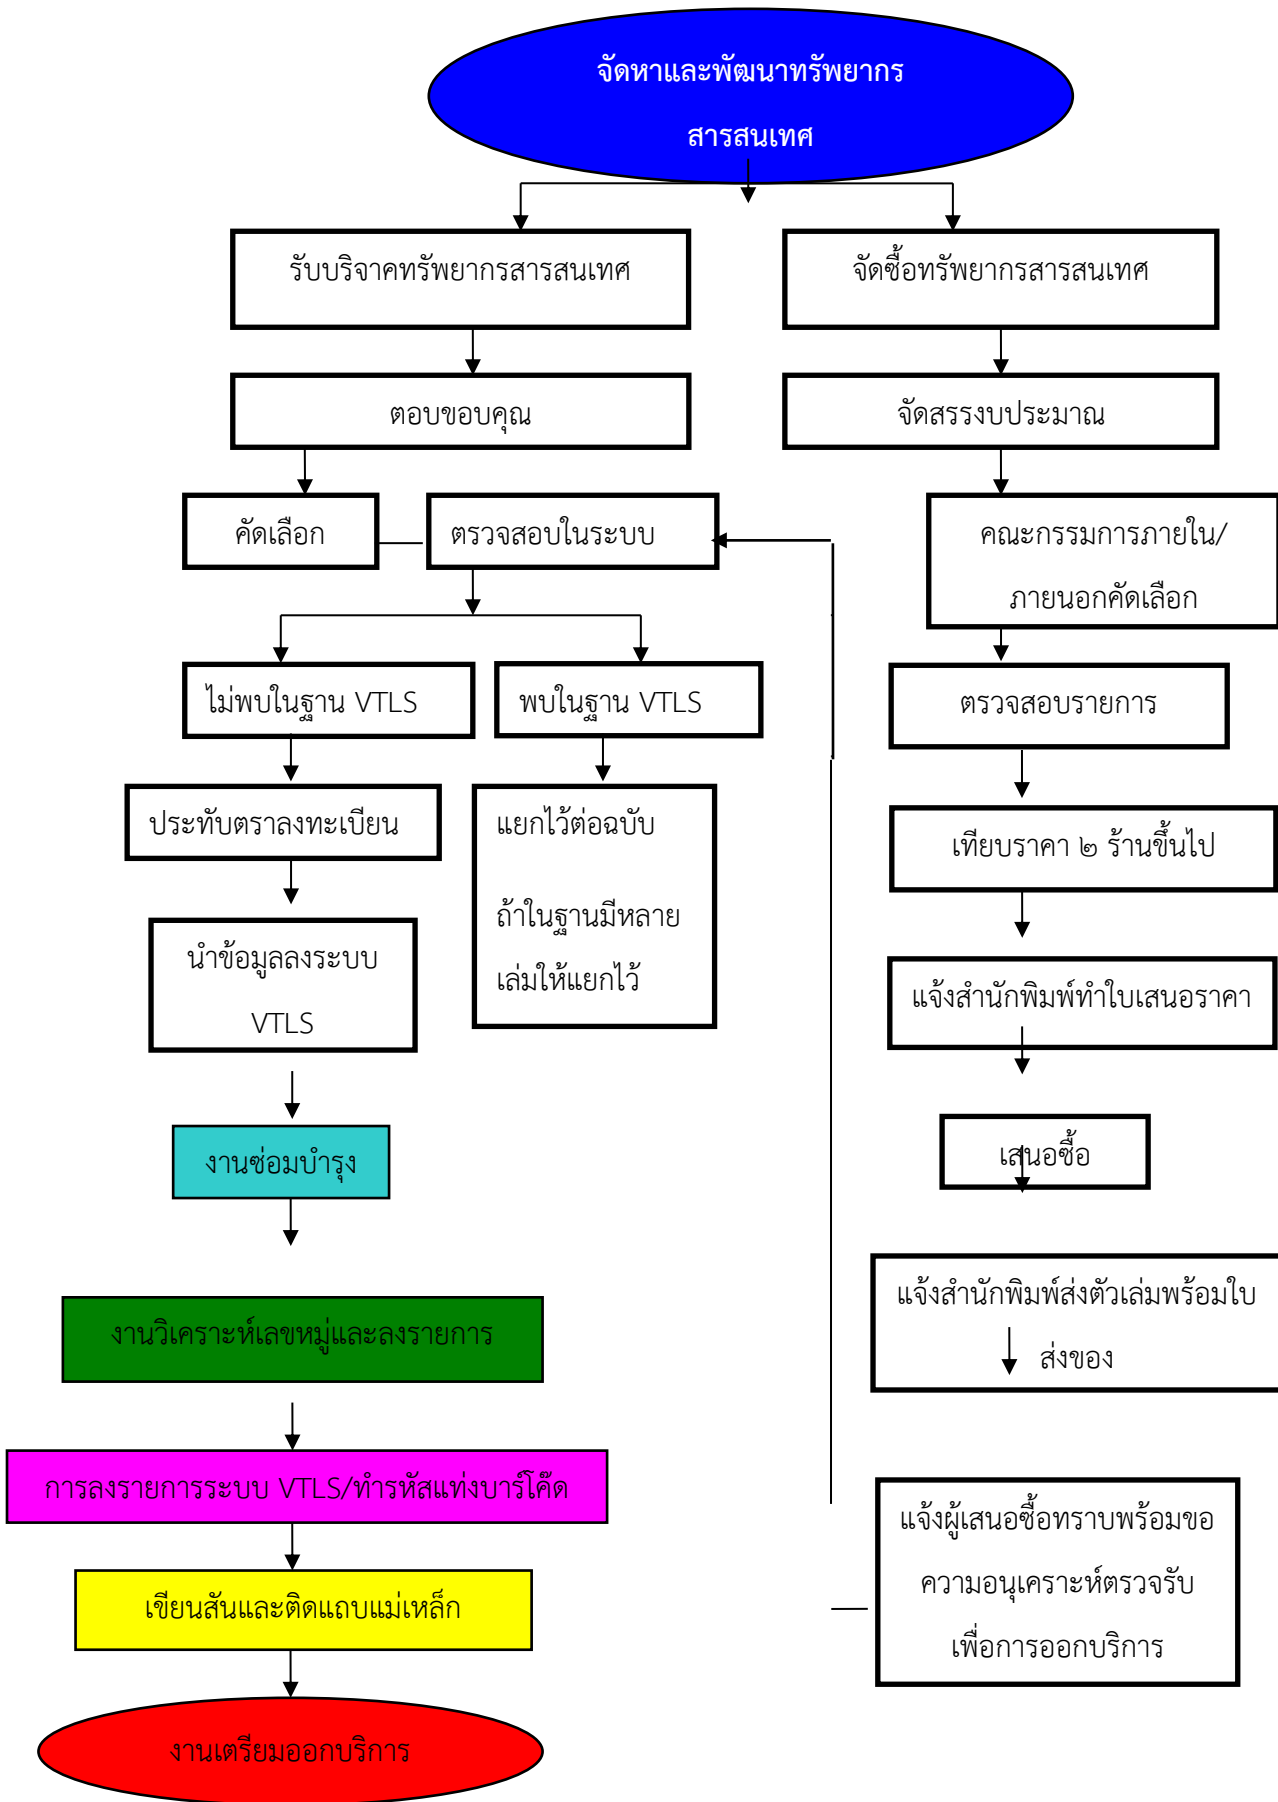 จัดหาและพัฒนาทรัพยากร
สารสนเทศ
รับบริจาคทรัพยากรสารสนเทศ
จัดซื้อทรัพยากรสารสนเทศ
ตอบขอบคุณ
จัดสรรงบประมาณ
คัดเลือก
ตรวจสอบในระบบ
คณะกรรมการภายใน/
ภายนอกคัดเลือก
ไม่พบในฐาน VTLS
พบในฐาน VTLS
ตรวจสอบรายการ
ประทับตราลงทะเบียน
แยกไว้ต่อฉบับ
ถ้าในฐานมีหลาย
เล่มให้แยกไว้
เทียบราคา ๒ ร้านขึ้นไป
นำข้อมูลลงระบบ
VTLS
แจ้งสำนักพิมพ์ทำใบเสนอราคา
งานซ่อมบำรุง
เสนอซื้อ
แจ้งสำนักพิมพ์ส่งตัวเล่มพร้อมใบ
ส่งของ
งานวิเคราะห์เลขหมู่และลงรายการ
การลงรายการระบบ VTLS/ทำรหัสแท่งบาร์โค๊ด
แจ้งผู้เสนอซื้อทราบพร้อมขอ
ความอนุเคราะห์ตรวจรับ
เพื่อการออกบริการ
เขียนสันและติดแถบแม่เหล็ก
งานเตรียมออกบริการ